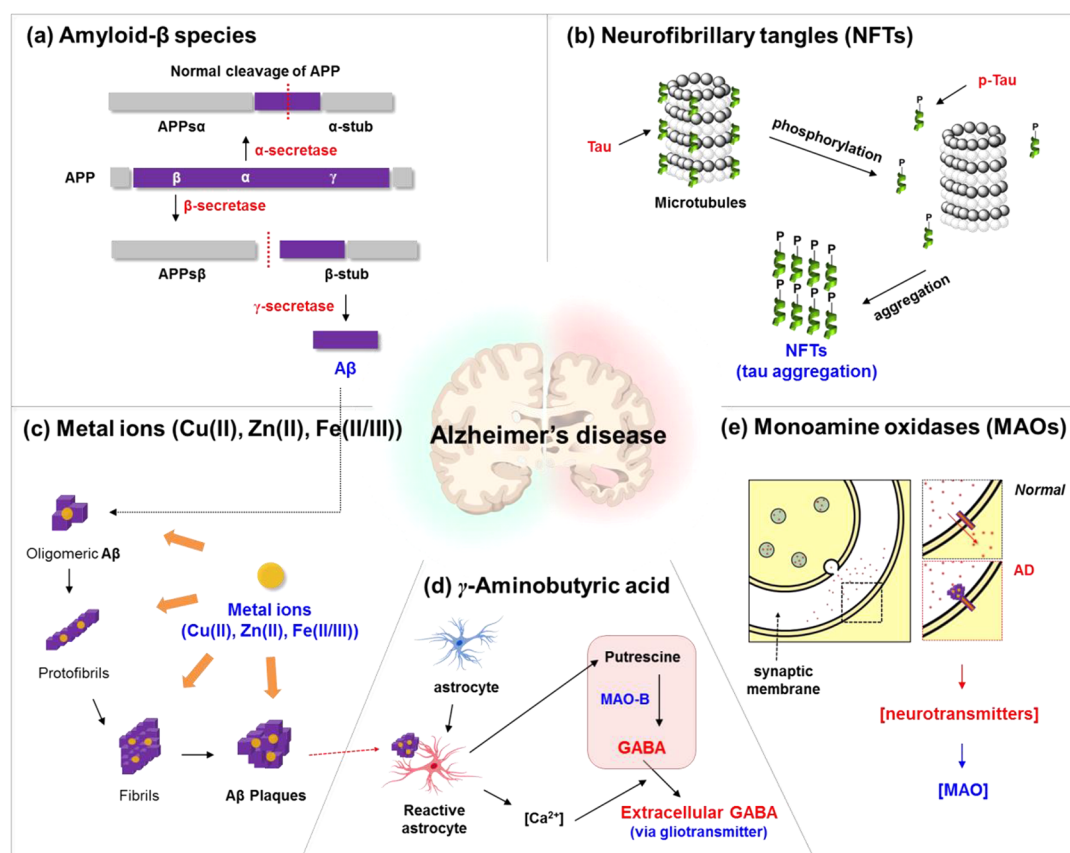 (a) Amyloid-β species
Normal cleavage of APP
APPsα
α-stub
α-secretase
APP
β
α
γ
β-secretase
APPsβ
β-stub
γ-secretase
Aβ
(b) Neurofibrillary tangles (NFTs)
Tau
Microtubules
phosphorylation
p-Tau
P
P
P
P
aggregation
P P P P
P P P P
NFTs
(tau aggregation)
Alzheimer's disease
(c) Metal ions (Cu(II), Zn(II), Fe(II/III))
Oligomeric Aβ
Protofibrils
Fibrils
Aβ Plaques
Metal ions
(Cu(II), Zn(II), Fe(II/III))
(d) γ-Aminobutyric acid
astrocyte
Reactive
astrocyte
[Ca²⁺]
Putrescine
MAO-B
GABA
Extracellular GABA
(via gliotransmitter)
(e) Monoamine oxidases (MAOs)
Normal
AD
synaptic
membrane
[neurotransmitters]
[MAO]